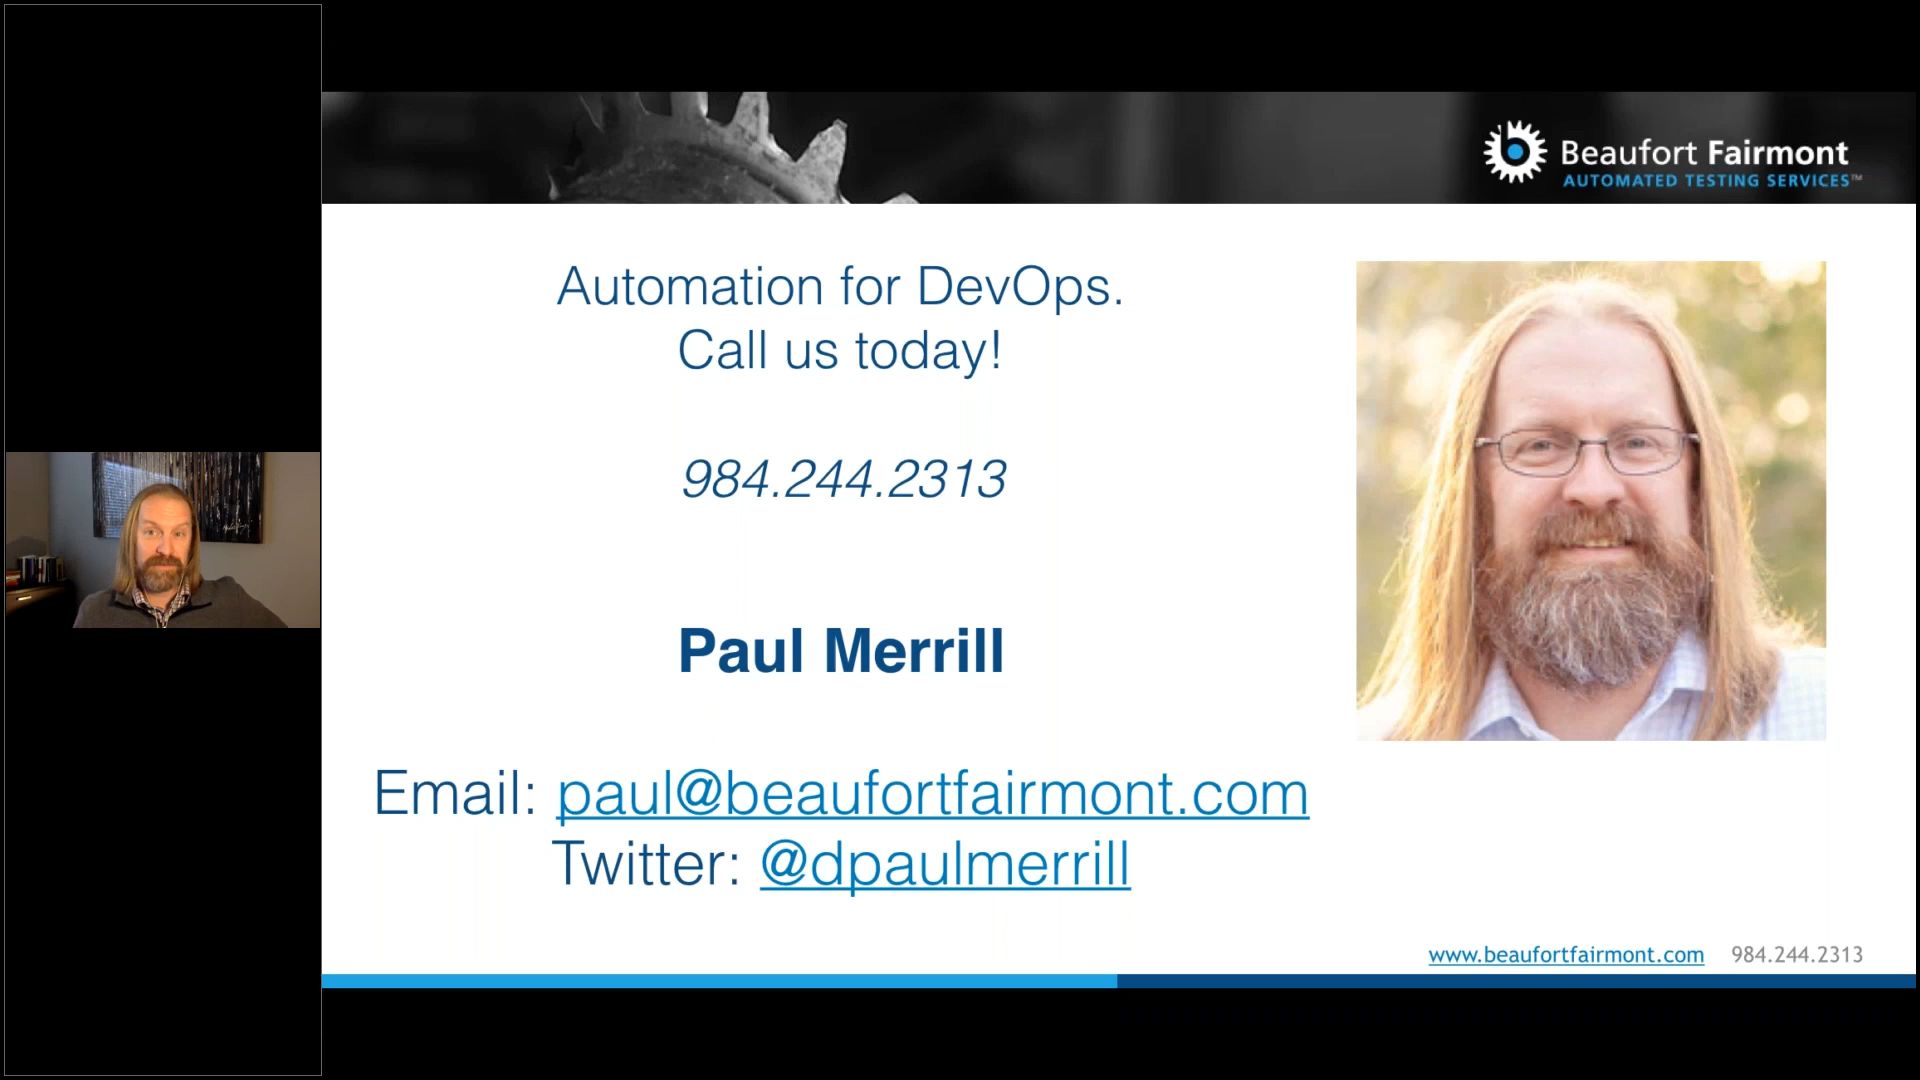 Beaufort Fairmont
AUTOMATED TESTING SERVICES™
Automation for DevOps.
Call us today!
984.244.2313
Paul Merrill
Email: paul@beaufortfairmont.com
Twitter: @dpaulmerrill
www.beaufortfairmont.com 984.244.2313